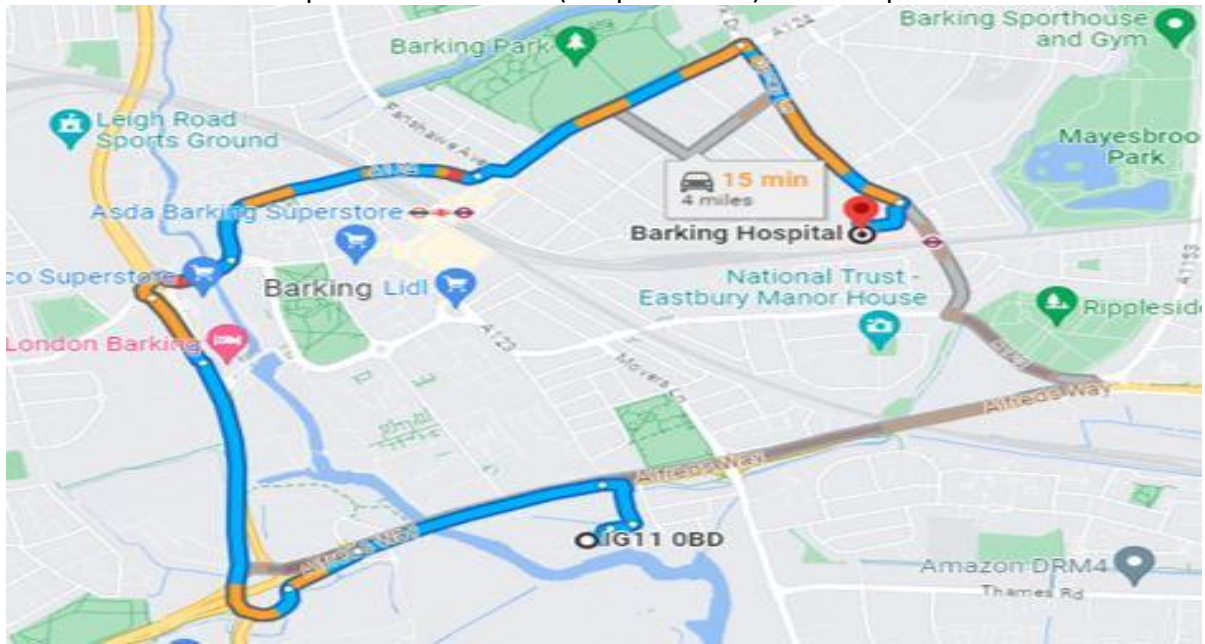 Barking Sporthouse
and Gym
A124
Barking Park
Leigh Road
Sports Ground
Fanshawe Ave
Mayesbroo
Park
15 min
4 miles
Asda Barking Superstore
Barking Hospital
A1153
co Superstore
Barking
Lidl
National Trust -
Eastbury Manor House
Ripplesid
London Barking
A123
Movers Ln
Alfreds Way
Alfreds Way
Alfreds Way
IG11 0BD
Amazon DRM4
Thames Rd